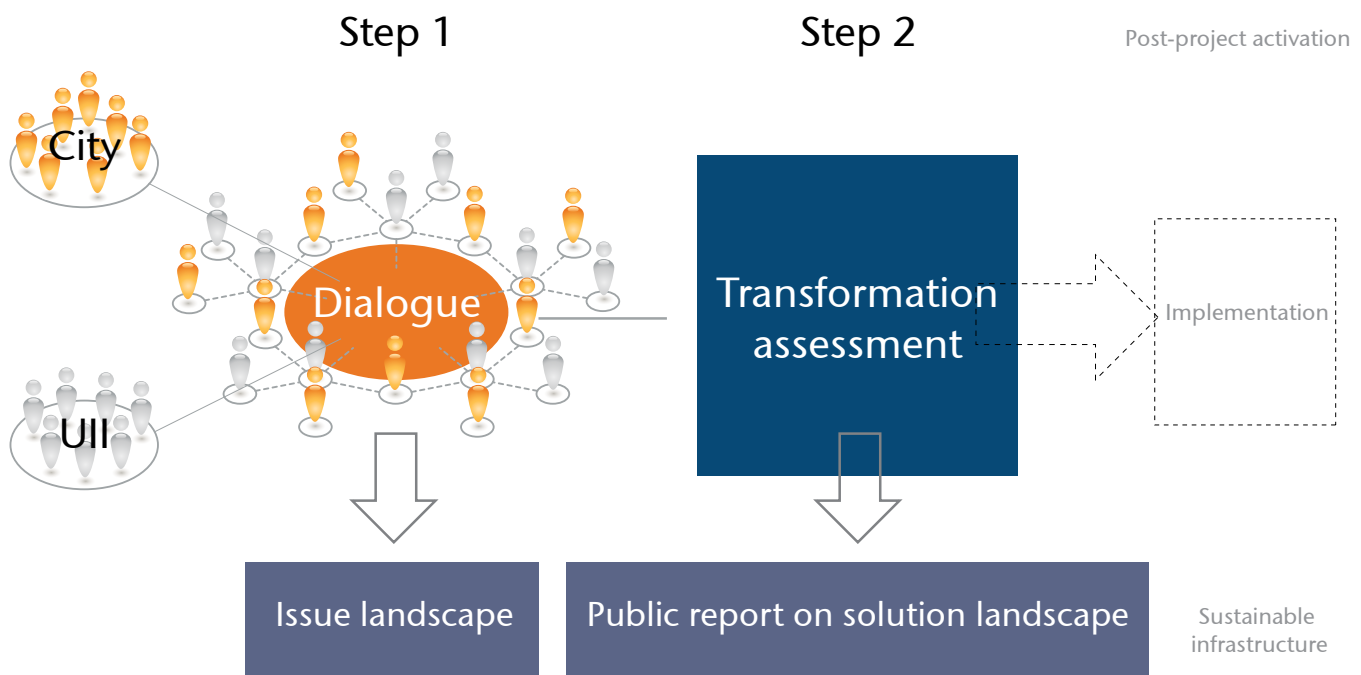 Step 1
Step 2
Post-project activation
City
Dialogue
UII
Transformation
assessment
Implementation
Issue landscape
Public report on solution landscape
Sustainable
infrastructure